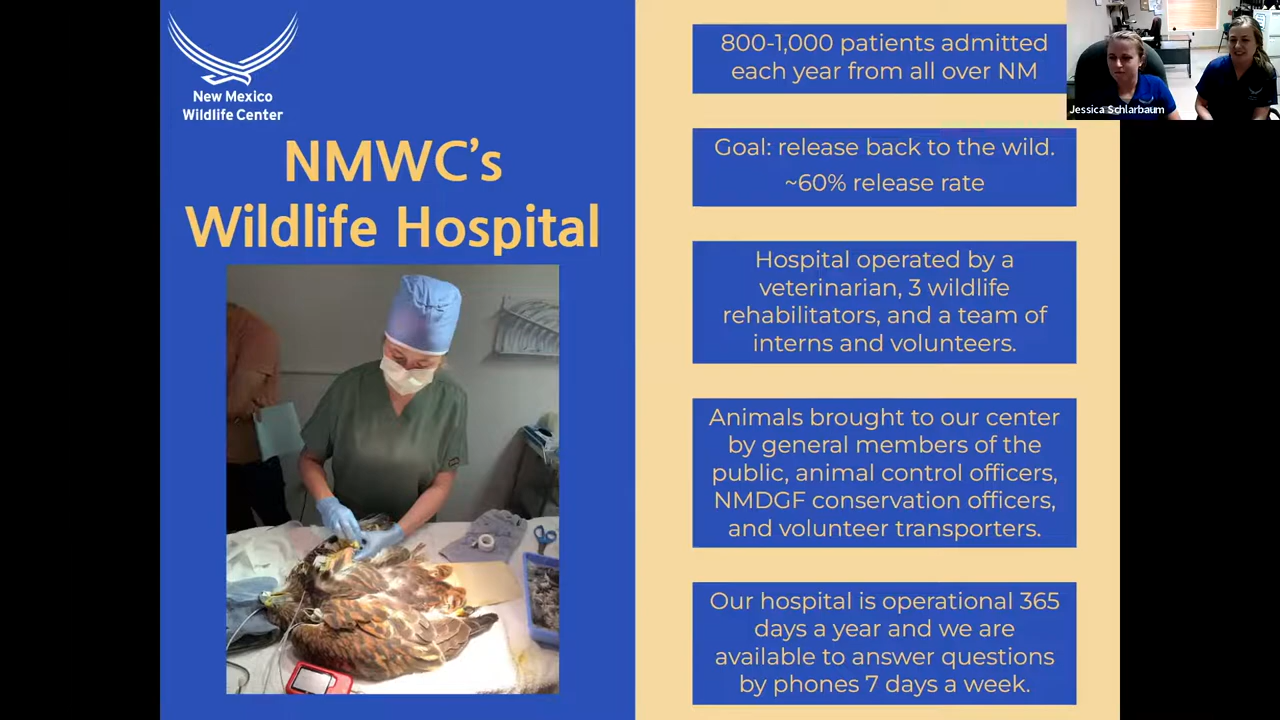 New Mexico
Wildlife Center
NMWC's
Wildlife Hospital
800-1,000 patients admitted
each year from all over NM
Goal: release back to the wild.
~60% release rate
Hospital operated by a
veterinarian, 3 wildlife
rehabilitators, and a team of
interns and volunteers.
Animals brought to our center
by general members of the
public, animal control officers,
NMDGF conservation officers,
and volunteer transporters.
Our hospital is operational 365
days a year and we are
available to answer questions
by phones 7 days a week.
Jessica Schlarbaum